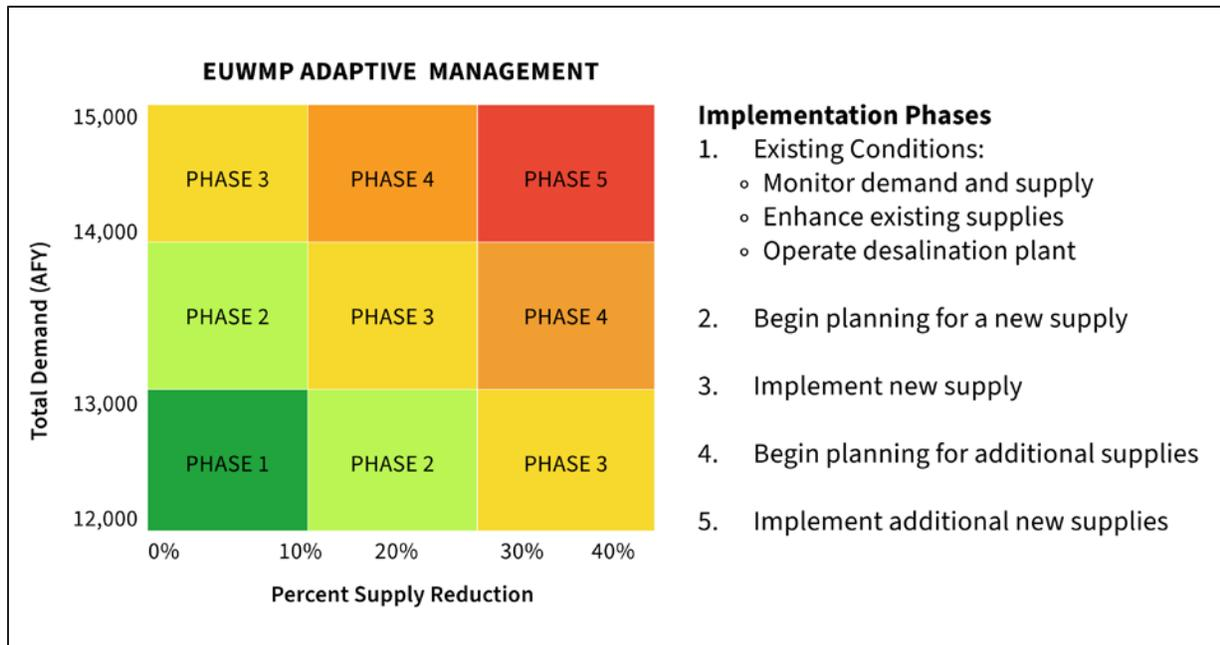 EUWMP ADAPTIVE MANAGEMENT
Total Demand (AFY)
15,000
14,000
13,000
12,000
PHASE 3 PHASE 4 PHASE 5
PHASE 2 PHASE 3 PHASE 4
PHASE 1 PHASE 2 PHASE 3
0% 10% 20% 30% 40%
Percent Supply Reduction
Implementation Phases
1. Existing Conditions:
∘ Monitor demand and supply
∘ Enhance existing supplies
∘ Operate desalination plant
2. Begin planning for a new supply
3. Implement new supply
4. Begin planning for additional supplies
5. Implement additional new supplies